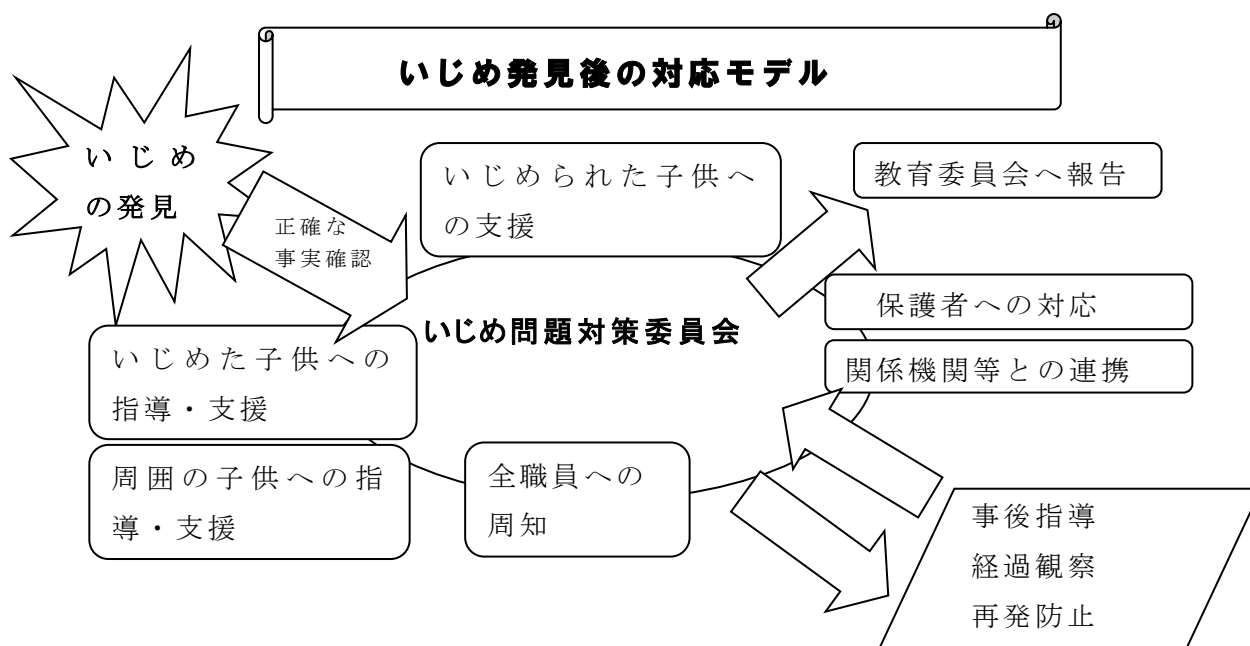 いじめ発見後の対応モデル
いじめ
の発見
正確な
事実確認
いじめられた子供へ
の支援
教育委員会へ報告
保護者への対応
関係機関等との連携
いじめ問題対策委員会
いじめた子供への
指導・支援
周囲の子供への指
導・支援
全職員への
周知
事後指導
経過観察
再発防止